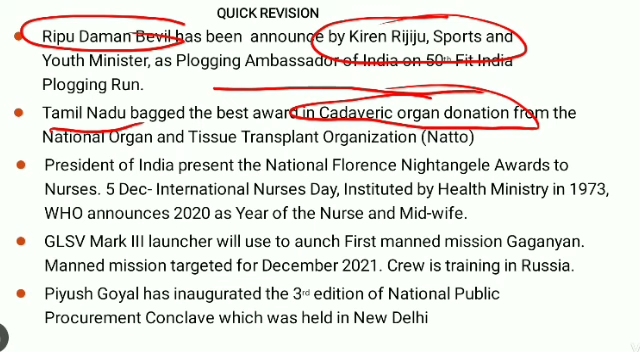 QUICK REVISION
Ripu Daman Bevil has been announce by Kiren Rijiju, Sports and
Youth Minister, as Plogging Ambassador of India on 50th Fit India
Plogging Run.
Tamil Nadu bagged the best award in Cadaveric organ donation from the
National Organ and Tissue Transplant Organization (Natto)
President of India present the National Florence Nightangele Awards to
Nurses. 5 Dec- International Nurses Day, Instituted by Health Ministry in 1973,
WHO announces 2020 as Year of the Nurse and Mid-wife.
GLSV Mark III launcher will use to aunch First manned mission Gaganyan.
Manned mission targeted for December 2021. Crew is training in Russia.
Piyush Goyal has inaugurated the 3rd edition of National Public
Procurement Conclave which was held in New Delhi